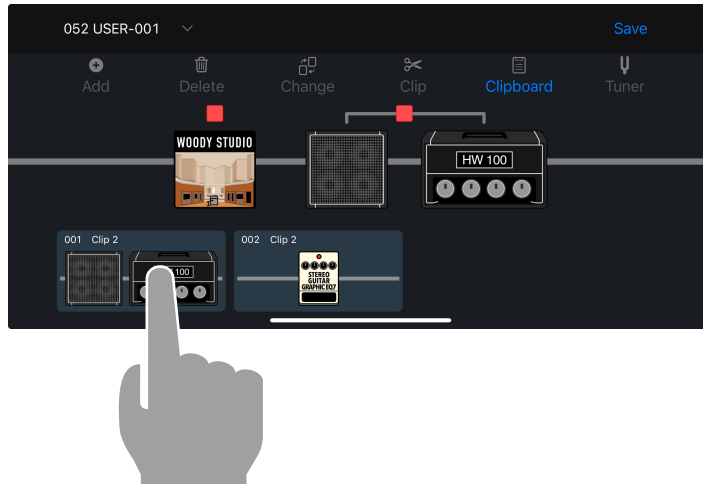 052 USER-001
Save
Add
Delete
Change
Clip
Clipboard
Tuner
WOODY STUDIO
HW 100
001 Clip 2
002 Clip 2
100
STEREO
GUITAR
GRAPHIC EQ7